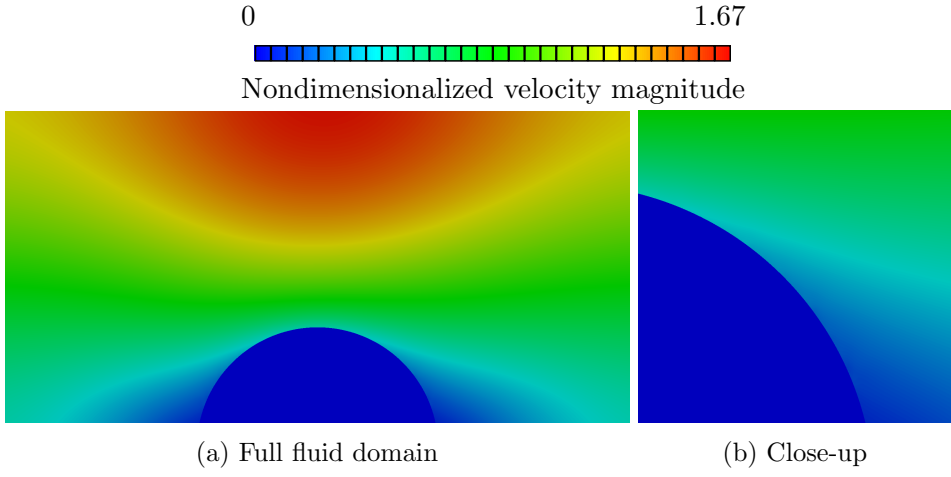 0 1.67
Nondimensionalized velocity magnitude
(a) Full fluid domain
(b) Close-up